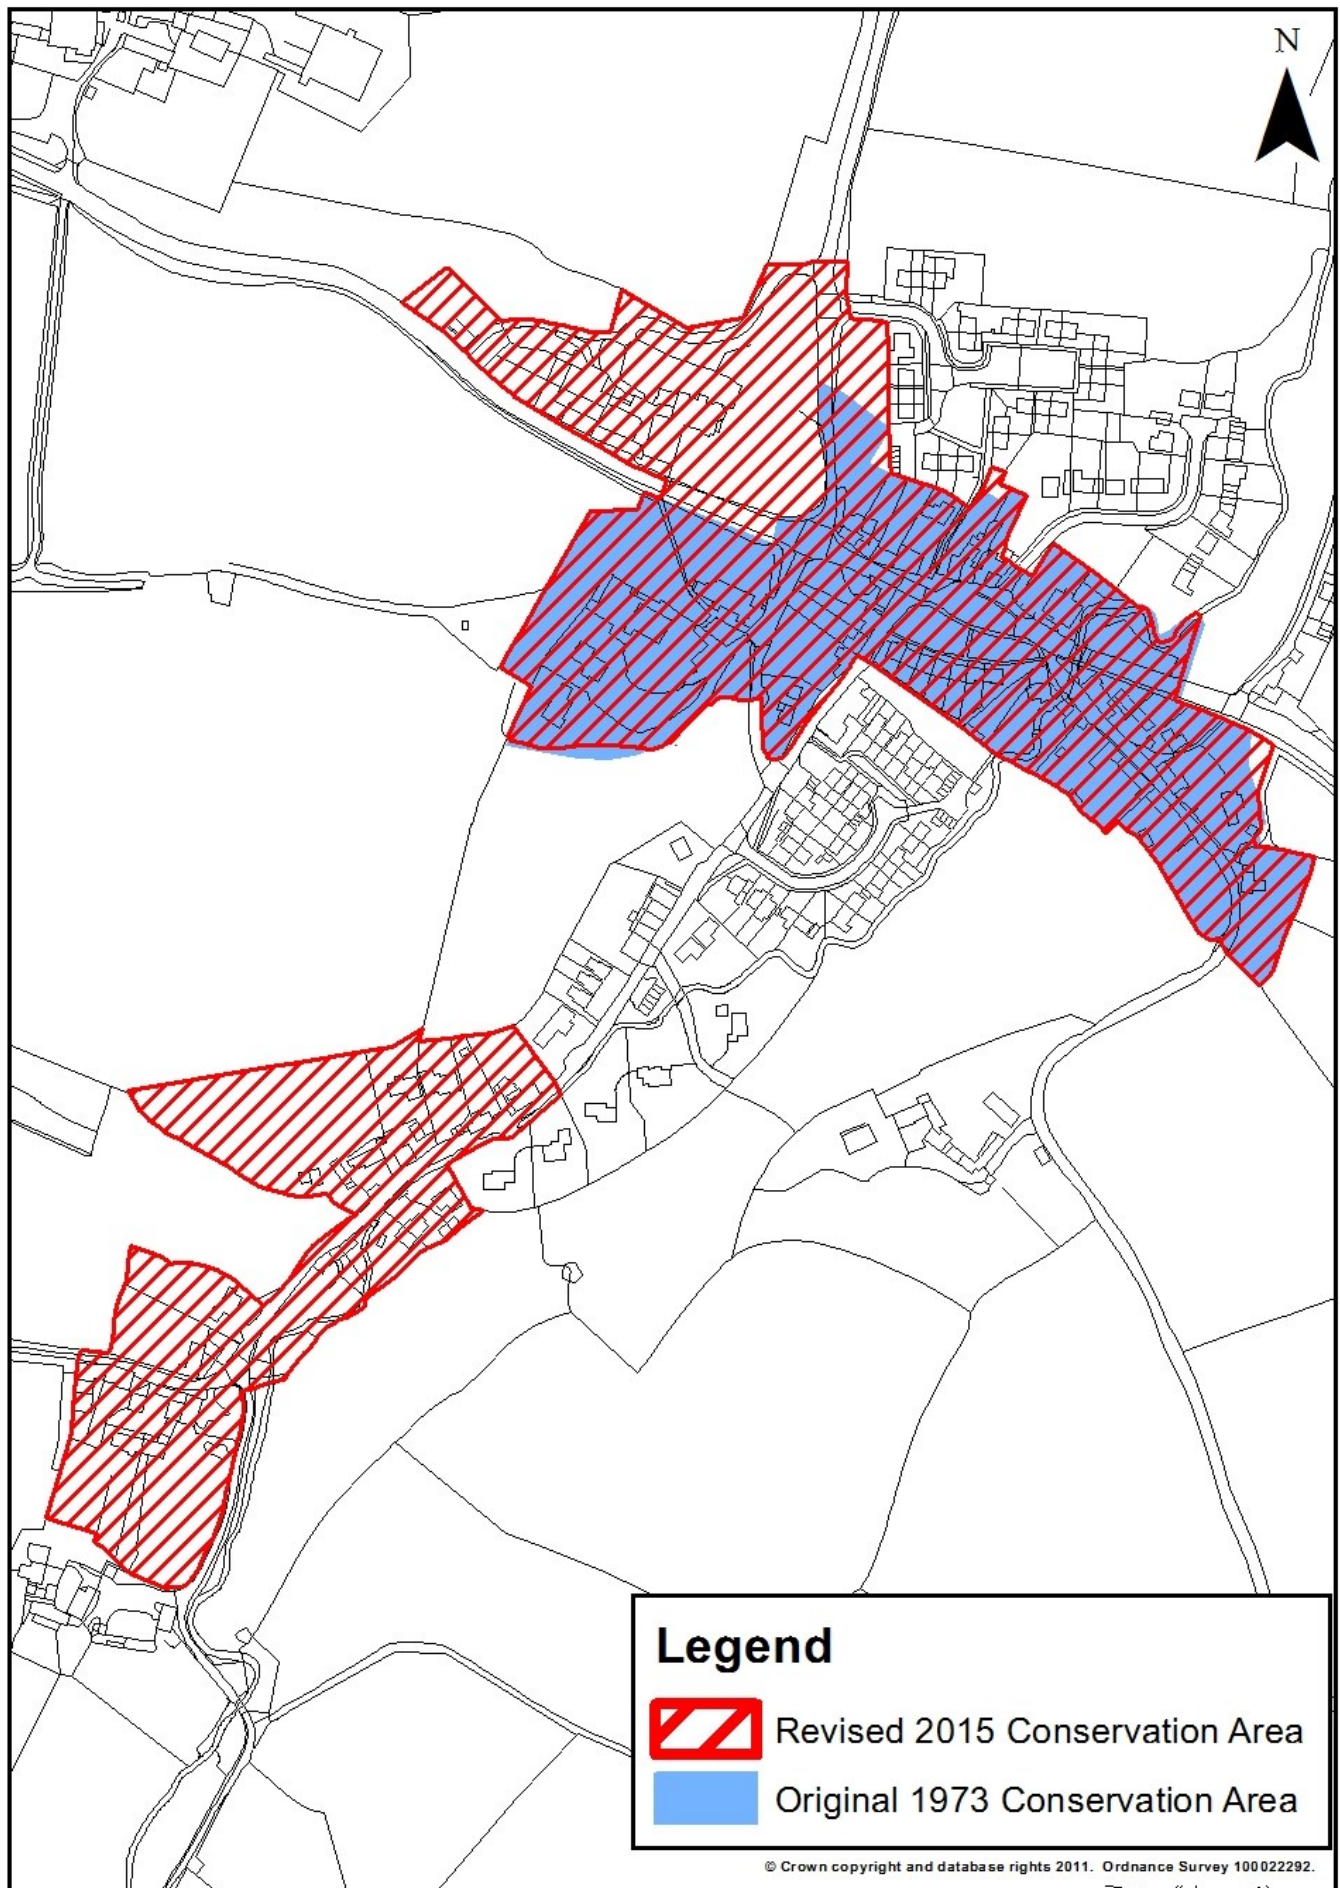 N
Legend
Revised 2015 Conservation Area
Original 1973 Conservation Area
© Crown copyright and database rights 2011. Ordnance Survey 100022292.